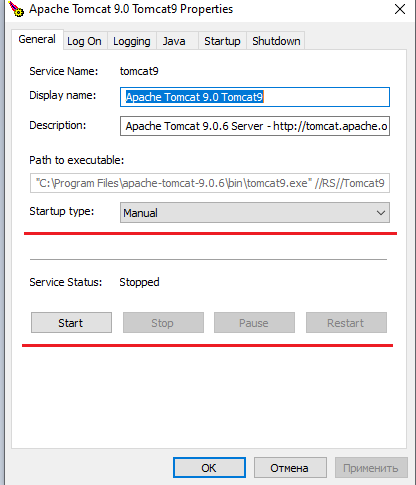 Apache Tomcat 9.0 Tomcat9 Properties
General Log On Logging Java Startup Shutdown
Service Name: tomcat9
Display name: Apache Tomcat 9.0 Tomcat9
Description: Apache Tomcat 9.0.6 Server - http://tomcat.apache.o
Path to executable:
"C:\Program Files\apache-tomcat-9.0.6\bin\tomcat9.exe" //RS//Tomcat9
Startup type: Manual
Service Status: Stopped
Start Stop Pause Restart
OK Отмена Применить